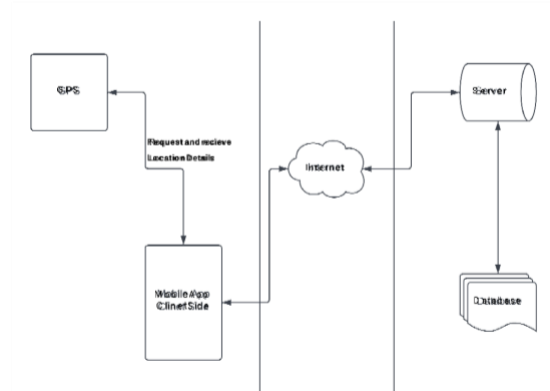 GPS
Server
Request and recieve
Location Details
Internet
Mobile App
Clinet Side
Database